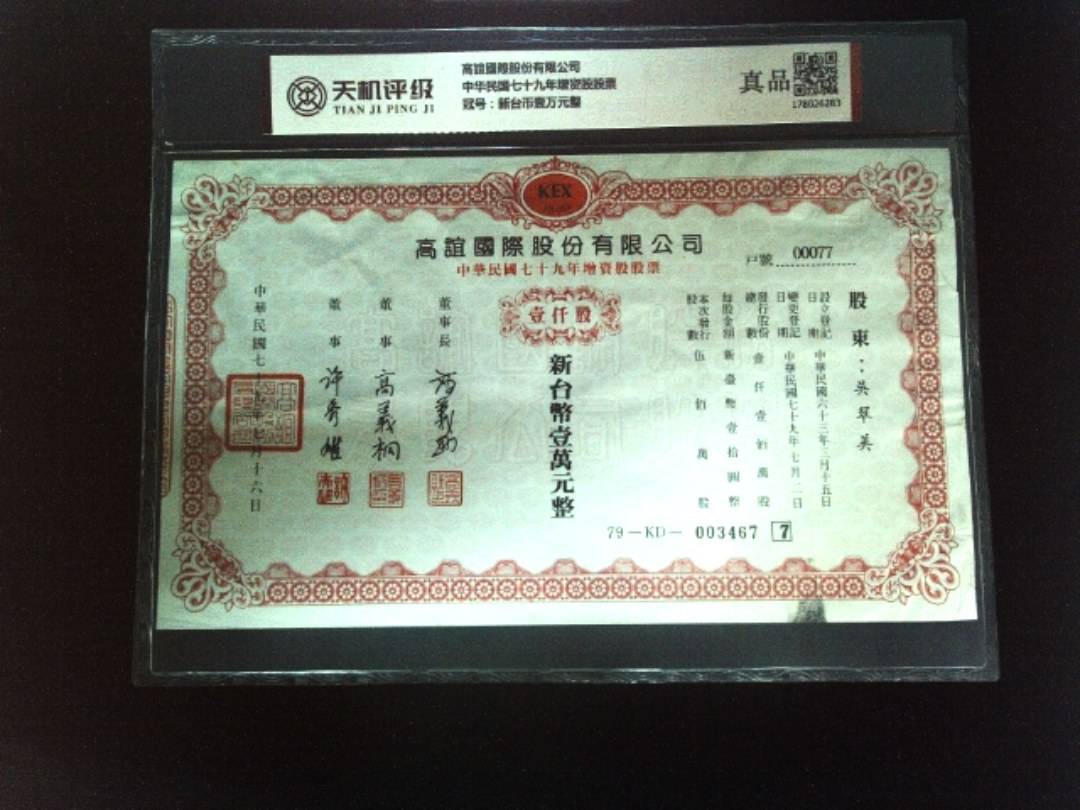 天机评级
TIAN JI PING JI
高誼國際股份有限公司
中华民国七十九年增资股股票
冠号：新台币壹万元整
真品
178026283
KEX
高誼國際股份有限公司
中華民國七十九年增資股股票
戶號 00077
壹仟股
新台幣壹萬元整
股東：吳翠英
設立登記日期 中華民國六十三年三月十五日
變更登記日期 中華民國七十九年七月二日
發行股份總數 壹仟壹佰萬股
每股金額 新臺幣壹拾圓整
本次發行股數 伍佰萬股
董事長
董事 高義桐
董事 許秀雄
中華民國七 月十六日
79－KD－ 003467 7